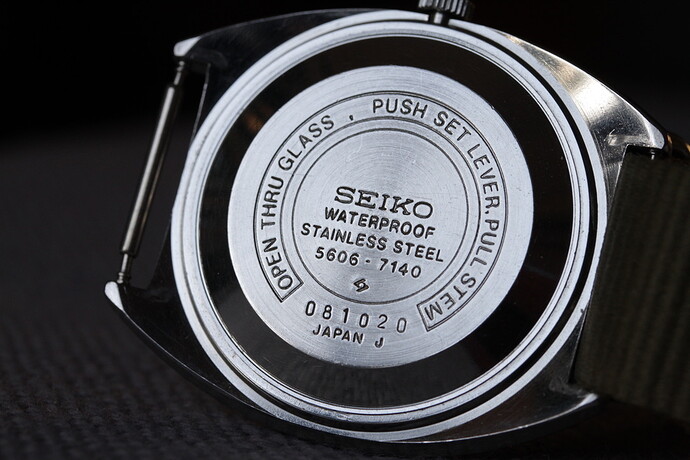 OPEN THRU GLASS, PUSH SET LEVER. PULL STEM
SEIKO
WATERPROOF
STAINLESS STEEL
5606 - 7140
081020
JAPAN J